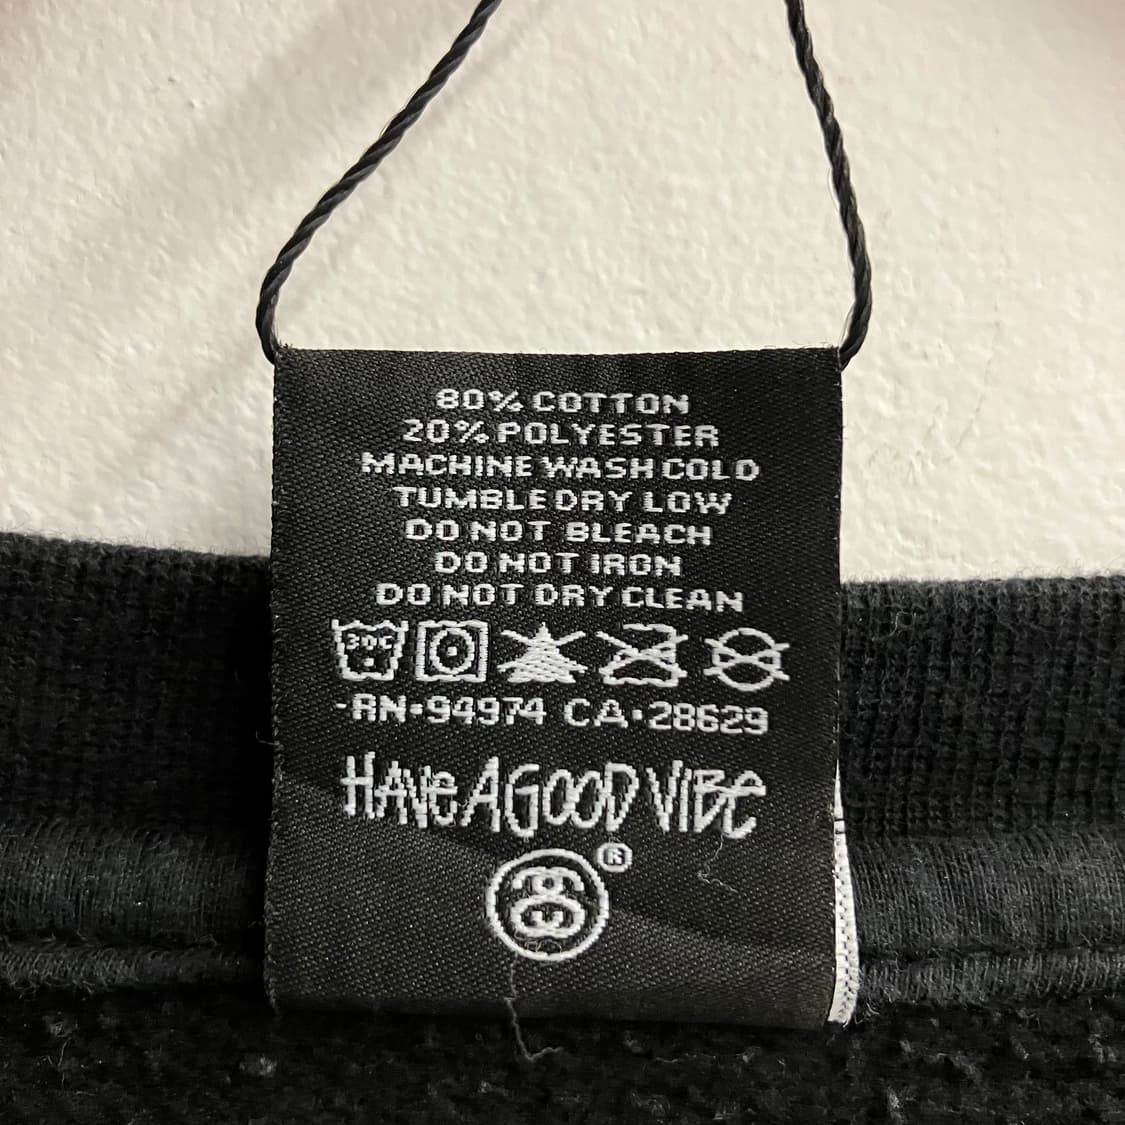 80% COTTON
20% POLYESTER
MACHINE WASH COLD
TUMBLE DRY LOW
DO NOT BLEACH
DO NOT IRON
DO NOT DRY CLEAN
30C
-RN•94974 CA•28629
HAVE A GOOD VIBE
®